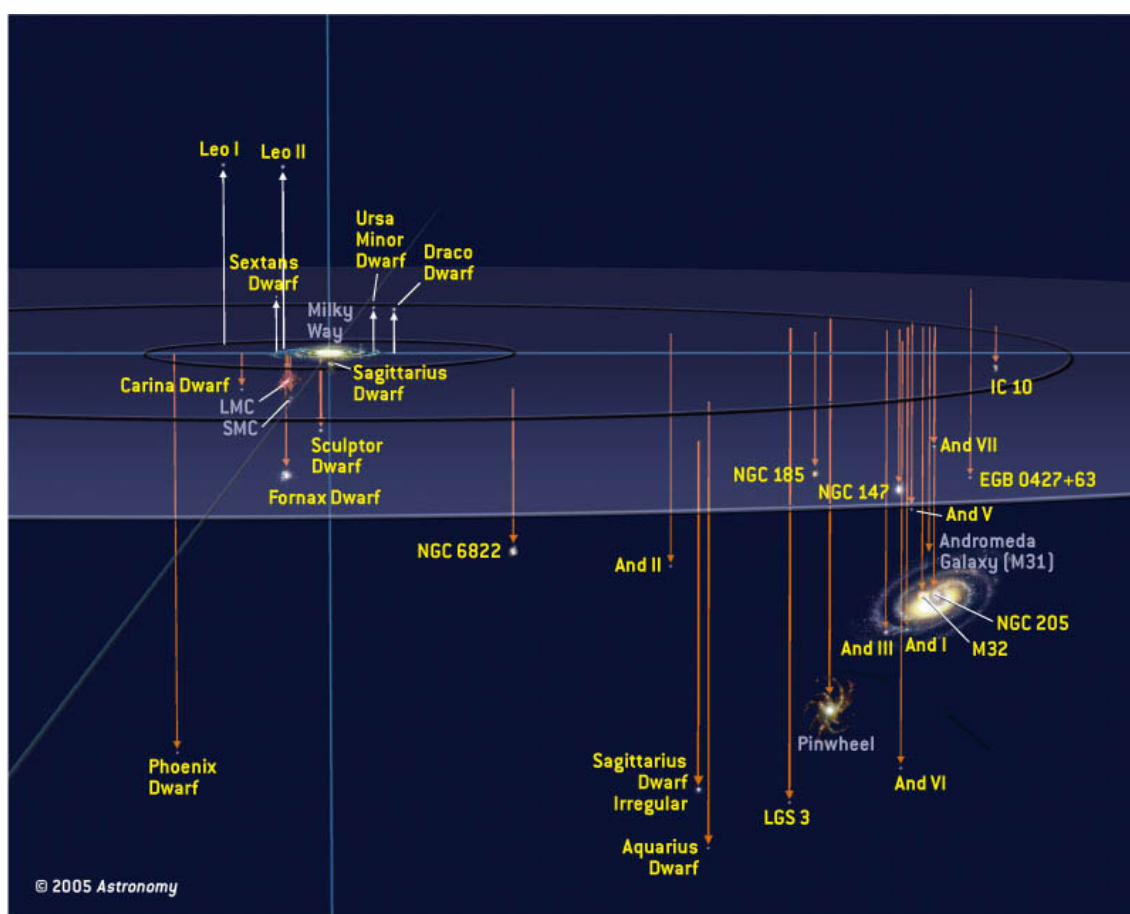 Leo I
Leo II
Ursa
Minor
Dwarf
Draco
Dwarf
Sextans
Dwarf
Milky
Way
Sagittarius
Dwarf
Carina Dwarf
LMC
SMC
IC 10
Sculptor
Dwarf
Fornax Dwarf
And VII
NGC 185
EGB 0427+63
NGC 147
And V
NGC 6822
And II
Andromeda
Galaxy (M31)
NGC 205
And III
And I
M32
Pinwheel
Phoenix
Dwarf
Sagittarius
Dwarf
Irregular
And VI
LGS 3
Aquarius
Dwarf
© 2005 Astronomy